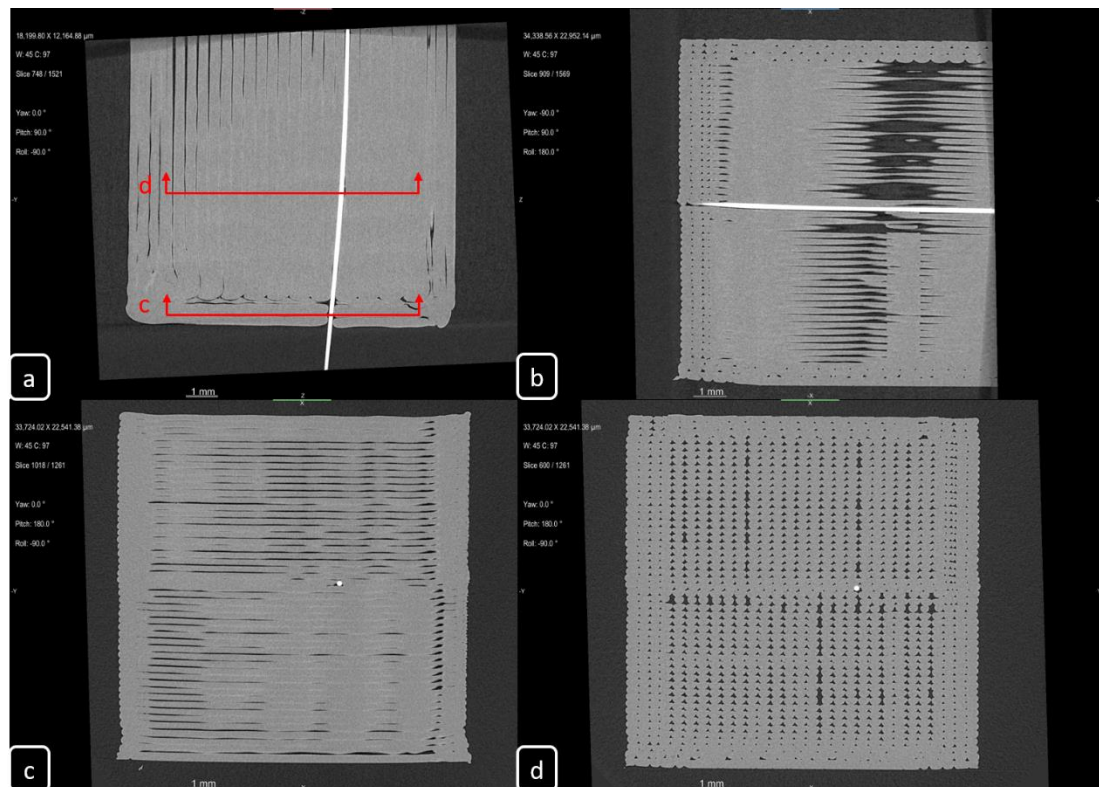 -Z
18,199.80 X 12,164.88 µm
W: 45 C: 97
Slice 748 / 1521
Yaw: 0.0 °
Pitch: 90.0 °
Roll: -90.0 °
-Y
d
c
a
1 mm
Z
X
34,338.56 X 22,952.14 µm
W: 45 C: 97
Slice 909 / 1569
Yaw: -90.0 °
Pitch: 90.0 °
Roll: 180.0 °
Z
b
1 mm
-X
X
33,724.02 X 22,541.38 µm
W: 45 C: 97
Slice 1018 / 1261
Yaw: 0.0 °
Pitch: 180.0 °
Roll: -90.0 °
-Y
c
1 mm
X
33,724.02 X 22,541.38 µm
W: 45 C: 97
Slice 600 / 1261
Yaw: 0.0 °
Pitch: 180.0 °
Roll: -90.0 °
-Y
d
1 mm